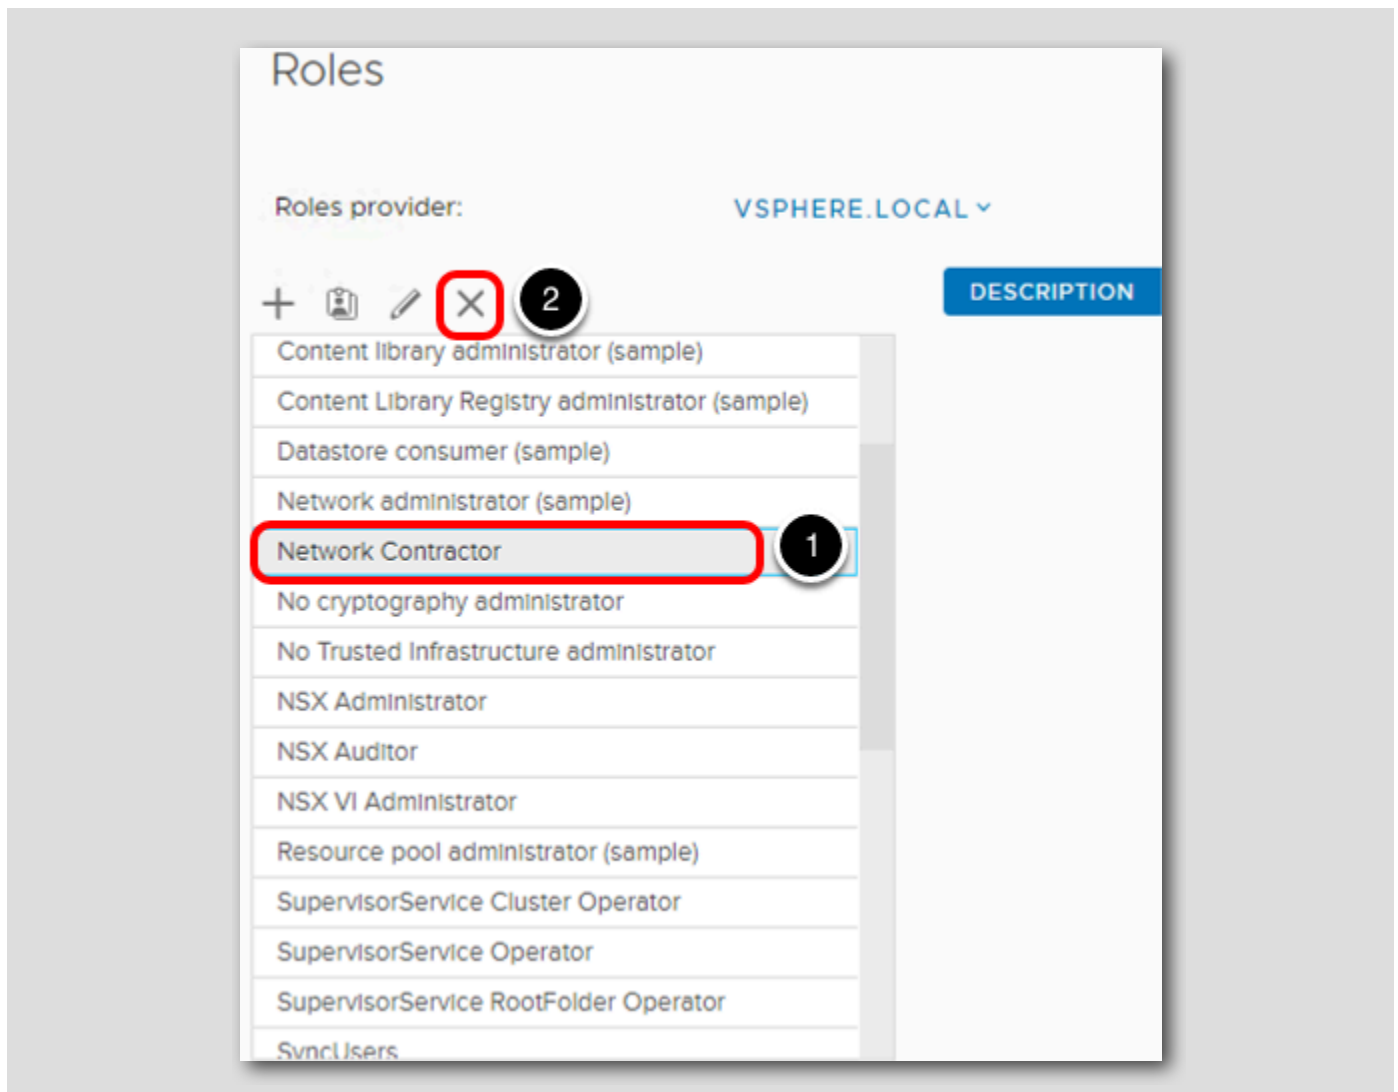 Roles
Roles provider:
VSPHERE.LOCAL
2
DESCRIPTION
Content library administrator (sample)
Content Library Registry administrator (sample)
Datastore consumer (sample)
Network administrator (sample)
Network Contractor
1
No cryptography administrator
No Trusted Infrastructure administrator
NSX Administrator
NSX Auditor
NSX VI Administrator
Resource pool administrator (sample)
SupervisorService Cluster Operator
SupervisorService Operator
SupervisorService RootFolder Operator
SyncUsers